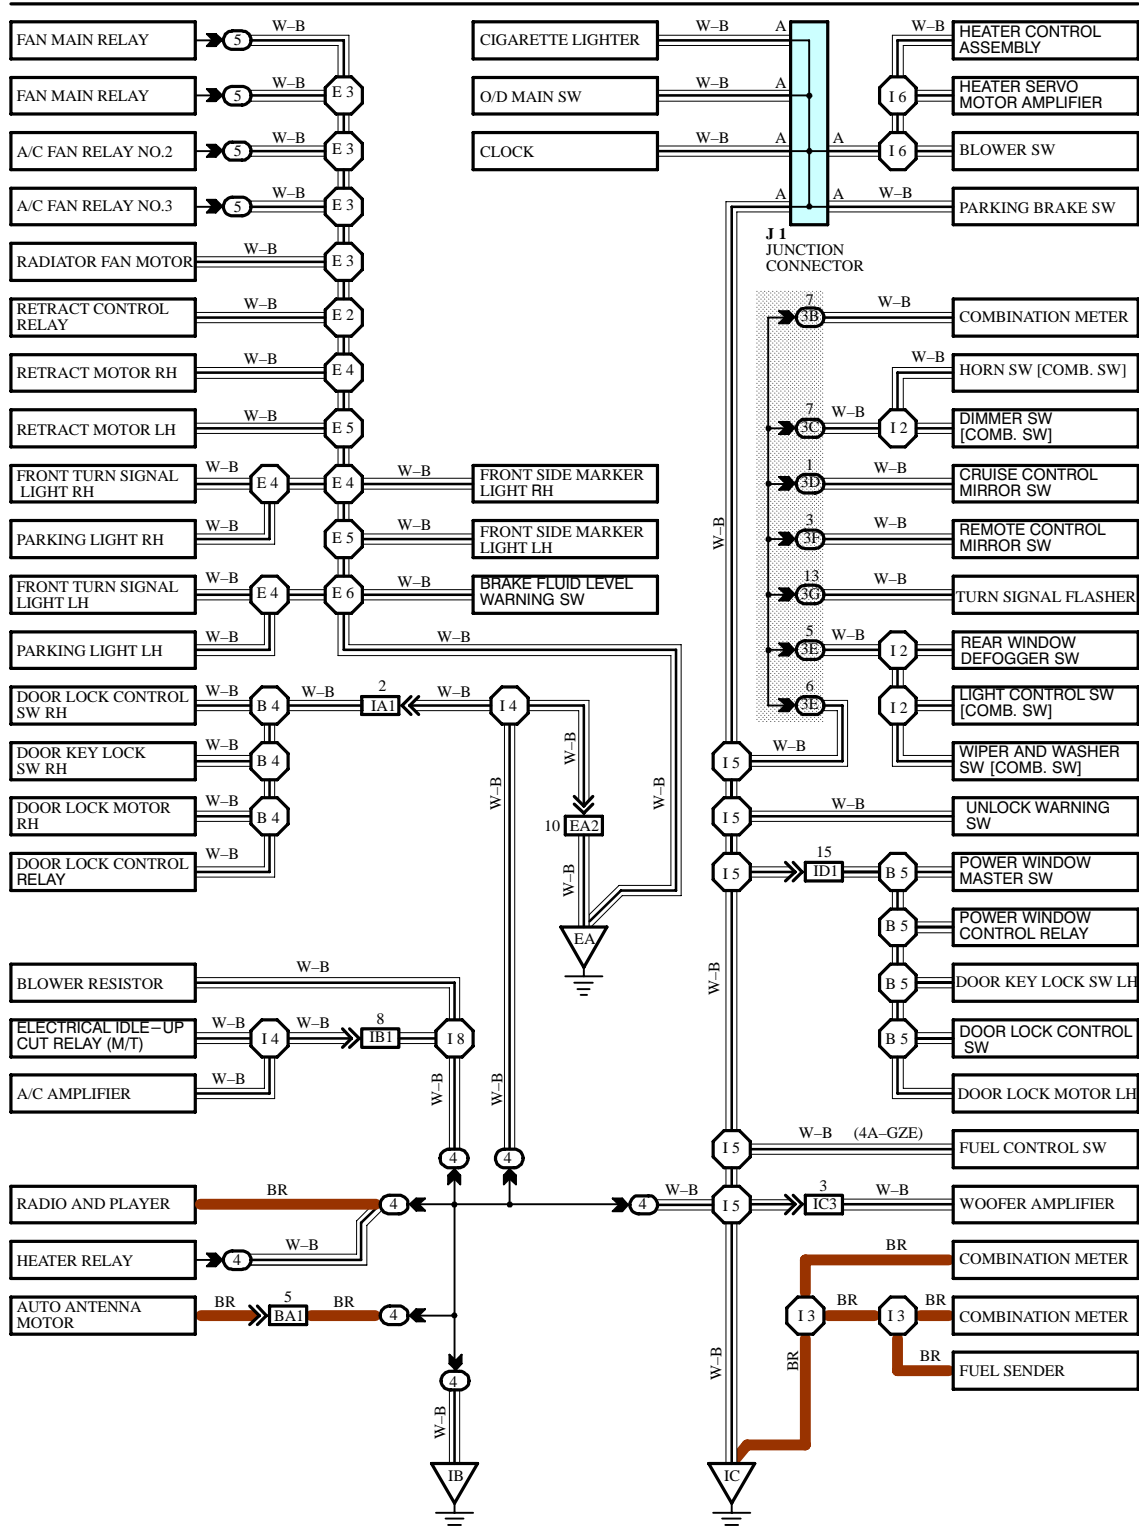 FAN MAIN RELAY
5
W–B
CIGARETTE LIGHTER
W–B
A
W–B
HEATER CONTROL
ASSEMBLY
FAN MAIN RELAY
5
W–B
E 3
O/D MAIN SW
W–B
A
I 6
HEATER SERVO
MOTOR AMPLIFIER
A/C FAN RELAY NO.2
5
W–B
E 3
CLOCK
W–B
A
A
I 6
BLOWER SW
A/C FAN RELAY NO.3
5
W–B
E 3
A
A
W–B
PARKING BRAKE SW
J 1
JUNCTION
CONNECTOR
RADIATOR FAN MOTOR
W–B
E 3
RETRACT CONTROL
RELAY
W–B
E 2
7
3B
W–B
COMBINATION METER
RETRACT MOTOR RH
W–B
E 4
W–B
HORN SW [COMB. SW]
RETRACT MOTOR LH
W–B
E 5
7
3C
W–B
I 2
DIMMER SW
[COMB. SW]
FRONT TURN SIGNAL
LIGHT RH
W–B
E 4
E 4
W–B
FRONT SIDE MARKER
LIGHT RH
1
3D
W–B
CRUISE CONTROL
MIRROR SW
PARKING LIGHT RH
W–B
E 5
W–B
FRONT SIDE MARKER
LIGHT LH
W–B
3
3F
W–B
REMOTE CONTROL
MIRROR SW
FRONT TURN SIGNAL
LIGHT LH
W–B
E 4
E 6
W–B
BRAKE FLUID LEVEL
WARNING SW
13
3G
W–B
TURN SIGNAL FLASHER
PARKING LIGHT LH
W–B
W–B
5
3E
W–B
I 2
REAR WINDOW
DEFOGGER SW
DOOR LOCK CONTROL
SW RH
W–B
B 4
W–B
2
IA1
W–B
I 4
6
3E
I 2
LIGHT CONTROL SW
[COMB. SW]
DOOR KEY LOCK
SW RH
W–B
B 4
W–B
W–B
W–B
I 5
W–B
WIPER AND WASHER
SW [COMB. SW]
DOOR LOCK MOTOR
RH
W–B
B 4
10
EA2
I 5
W–B
UNLOCK WARNING
SW
DOOR LOCK CONTROL
RELAY
W–B
W–B
I 5
15
ID1
B 5
POWER WINDOW
MASTER SW
EA
B 5
POWER WINDOW
CONTROL RELAY
BLOWER RESISTOR
W–B
W–B
B 5
DOOR KEY LOCK SW LH
ELECTRICAL IDLE–UP
CUT RELAY (M/T)
W–B
I 4
W–B
8
IB1
I 8
B 5
DOOR LOCK CONTROL
SW
A/C AMPLIFIER
W–B
W–B
W–B
DOOR LOCK MOTOR LH
4
4
I 5
W–B
(4A–GZE)
FUEL CONTROL SW
RADIO AND PLAYER
BR
4
4
W–B
I 5
3
IC3
W–B
WOOFER AMPLIFIER
HEATER RELAY
4
W–B
BR
COMBINATION METER
AUTO ANTENNA
MOTOR
BR
5
BA1
BR
4
I 3
BR
I 3
BR
COMBINATION METER
4
W–B
W–B
BR
BR
FUEL SENDER
IB
IC